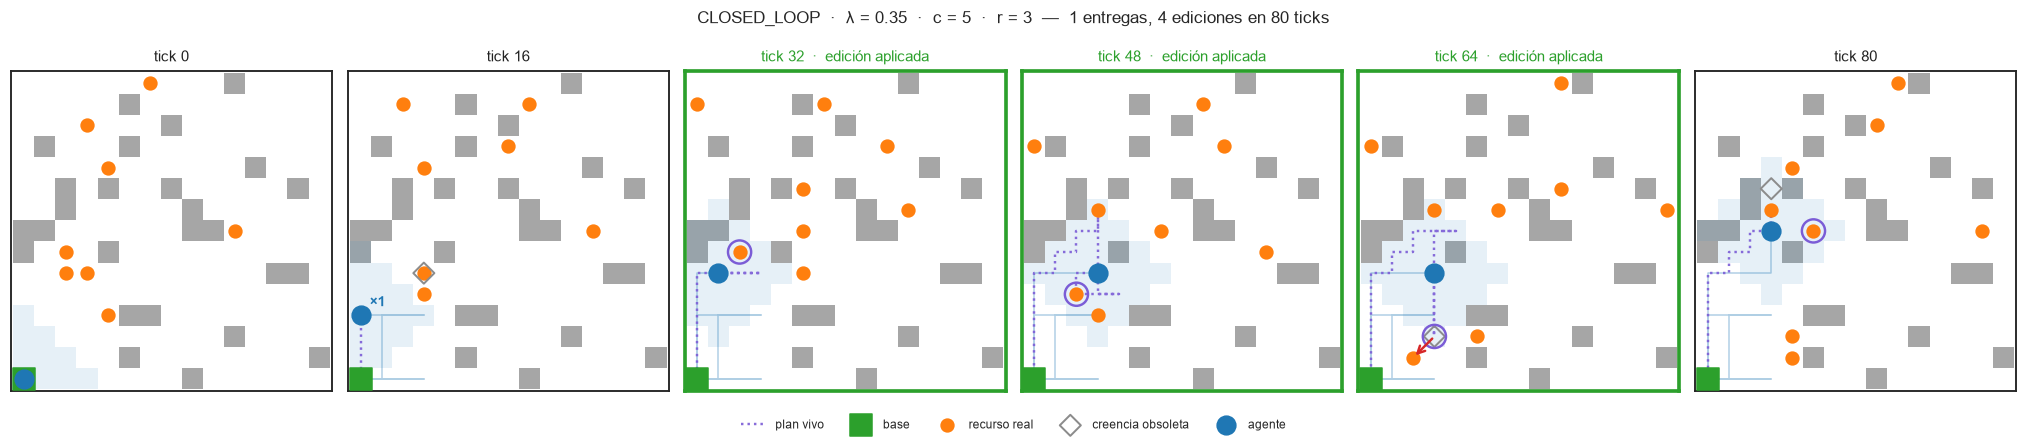 CLOSED_LOOP · λ = 0.35 · c = 5 · r = 3 — 1 entregas, 4 ediciones en 80 ticks
tick 0
tick 16
tick 32 · edición aplicada
tick 48 · edición aplicada
tick 64 · edición aplicada
tick 80
×1
plan vivo
base
recurso real
creencia obsoleta
agente